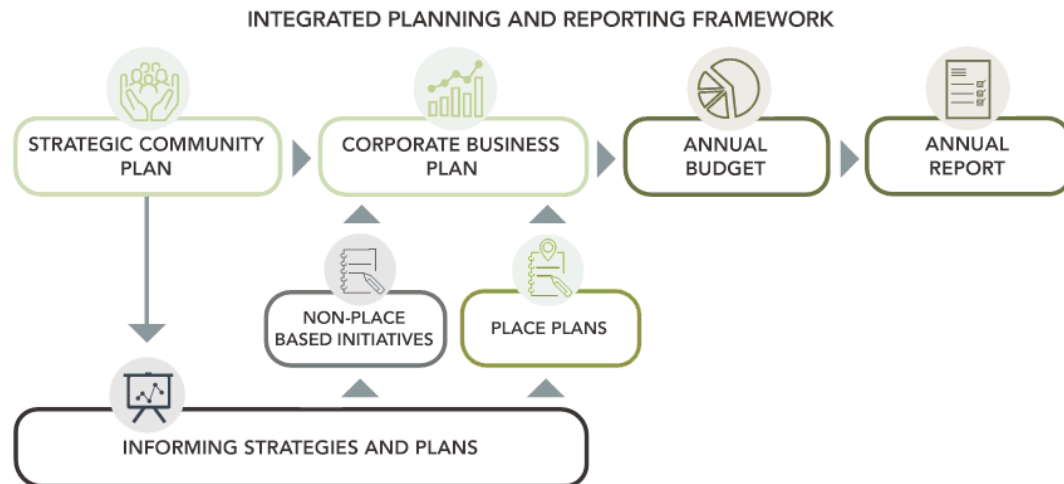 INTEGRATED PLANNING AND REPORTING FRAMEWORK
STRATEGIC COMMUNITY
PLAN
CORPORATE BUSINESS
PLAN
ANNUAL
BUDGET
ANNUAL
REPORT
NON-PLACE
BASED INITIATIVES
PLACE PLANS
INFORMING STRATEGIES AND PLANS